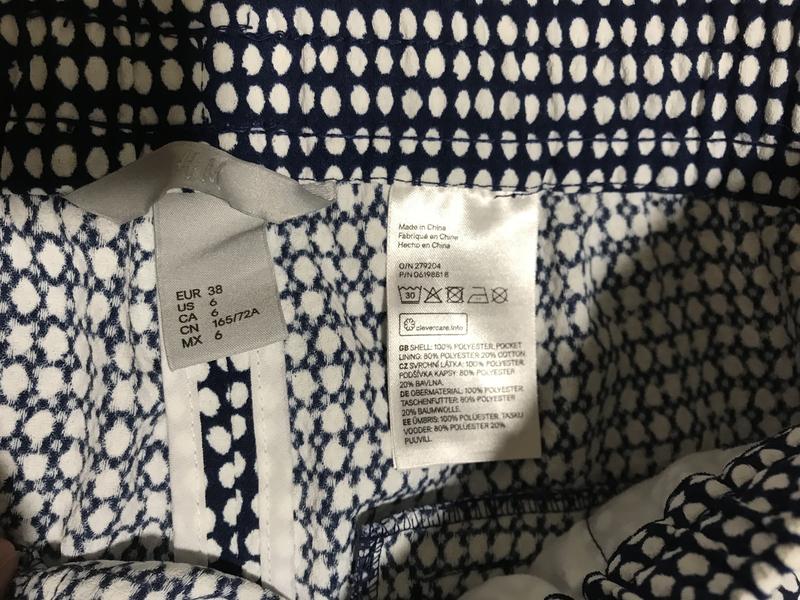 H&M
EUR 38
US 6
CA 6
CN 165/72A
MX 6
Made in China
Fabriqué en Chine
Hecho en China
O/N 279204
P/N 0619881 8
30
clevercare.info
GB SHELL: 100% POLYESTER, POCKET
LINING: 80% POLYESTER 20% COTTON.
CZ SVRCHNÍ LÁTKA: 100% POLYESTER.
PODŠÍVKA KAPSY: 80% POLYESTER
20% BAVLNA.
DE OBERMATERIAL: 100% POLYESTER.
TASCHENFUTTER: 80% POLYESTER
20% BAUMWOLLE.
EE ÜMBRIS: 100% POLÜESTER. TASKU
VOODER: 80% POLÜESTER 20%
PUUVILL.